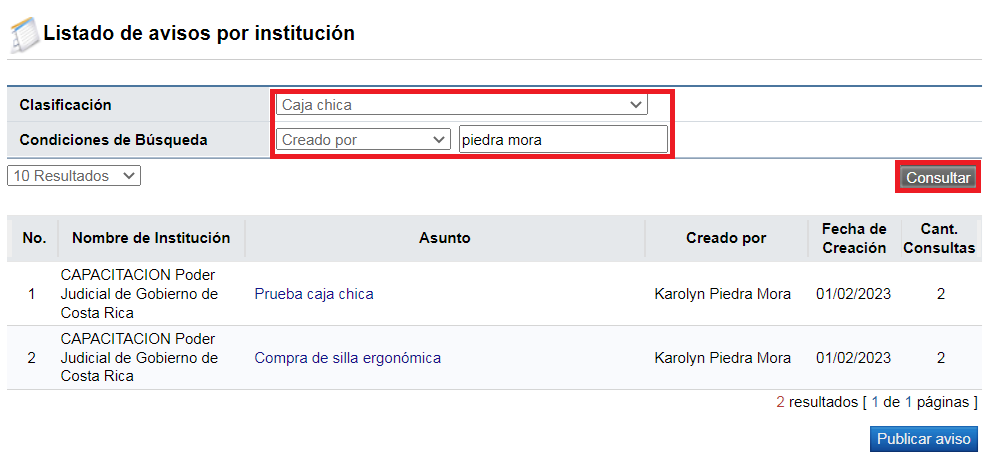 Listado de avisos por institución
Clasificación
Caja chica
Condiciones de Búsqueda
Creado por
piedra mora
10 Resultados
Consultar
No.
Nombre de Institución
Asunto
Creado por
Fecha de
Creación
Cant.
Consultas
1
CAPACITACION Poder
Judicial de Gobierno de
Costa Rica
Prueba caja chica
Karolyn Piedra Mora
01/02/2023
2
2
CAPACITACION Poder
Judicial de Gobierno de
Costa Rica
Compra de silla ergonómica
Karolyn Piedra Mora
01/02/2023
2
2 resultados [ 1 de 1 páginas ]
Publicar aviso